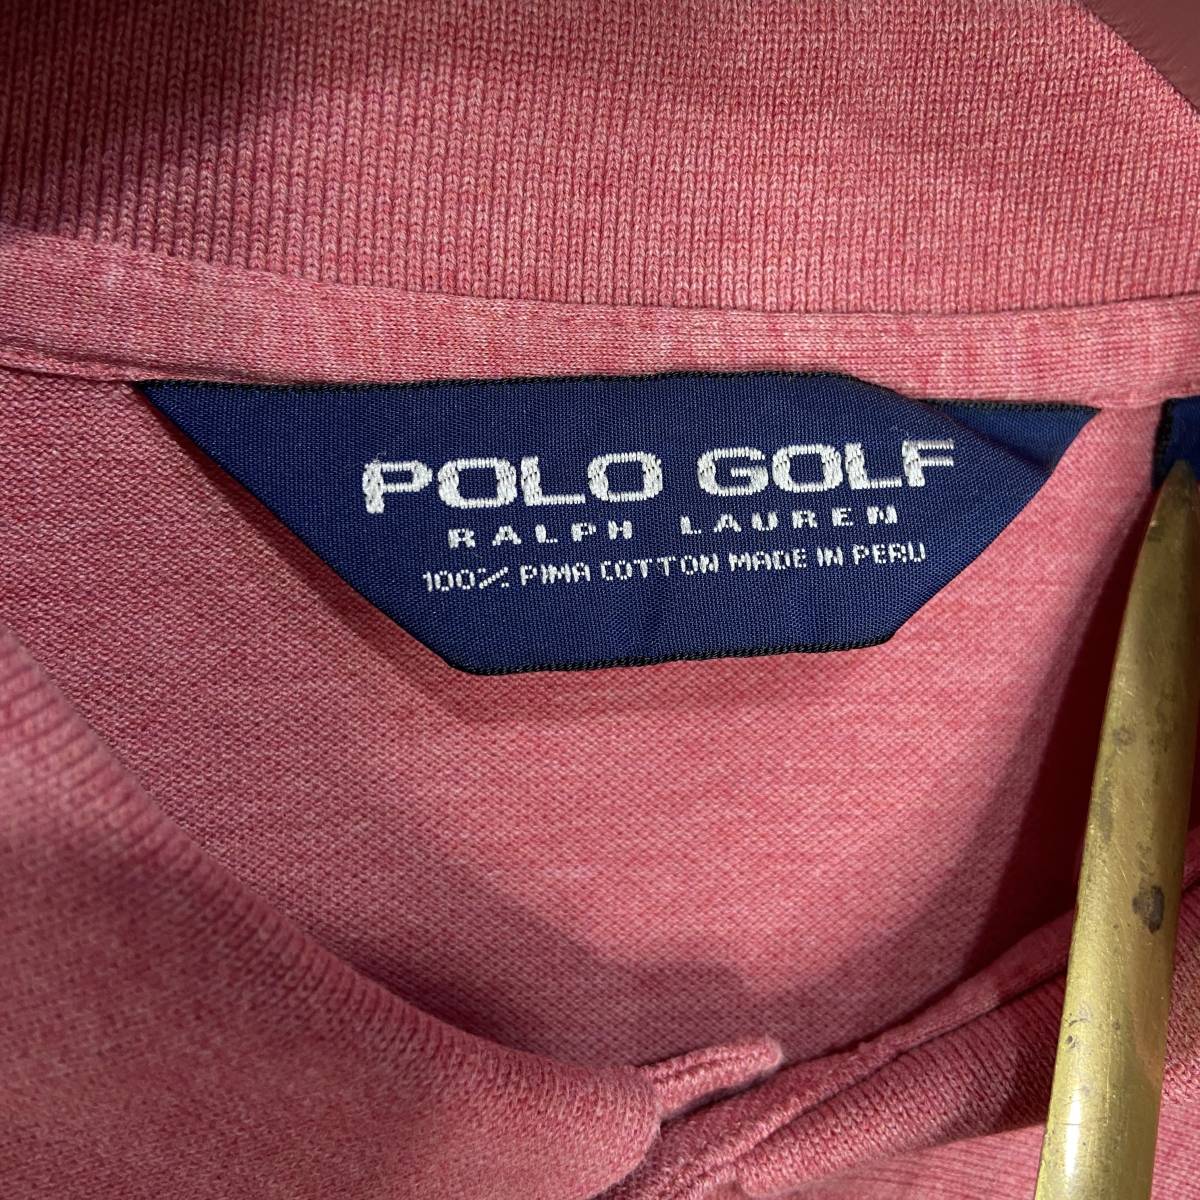 POLO GOLF
RALPH LAUREN
100% PIMA COTTON MADE IN PERU